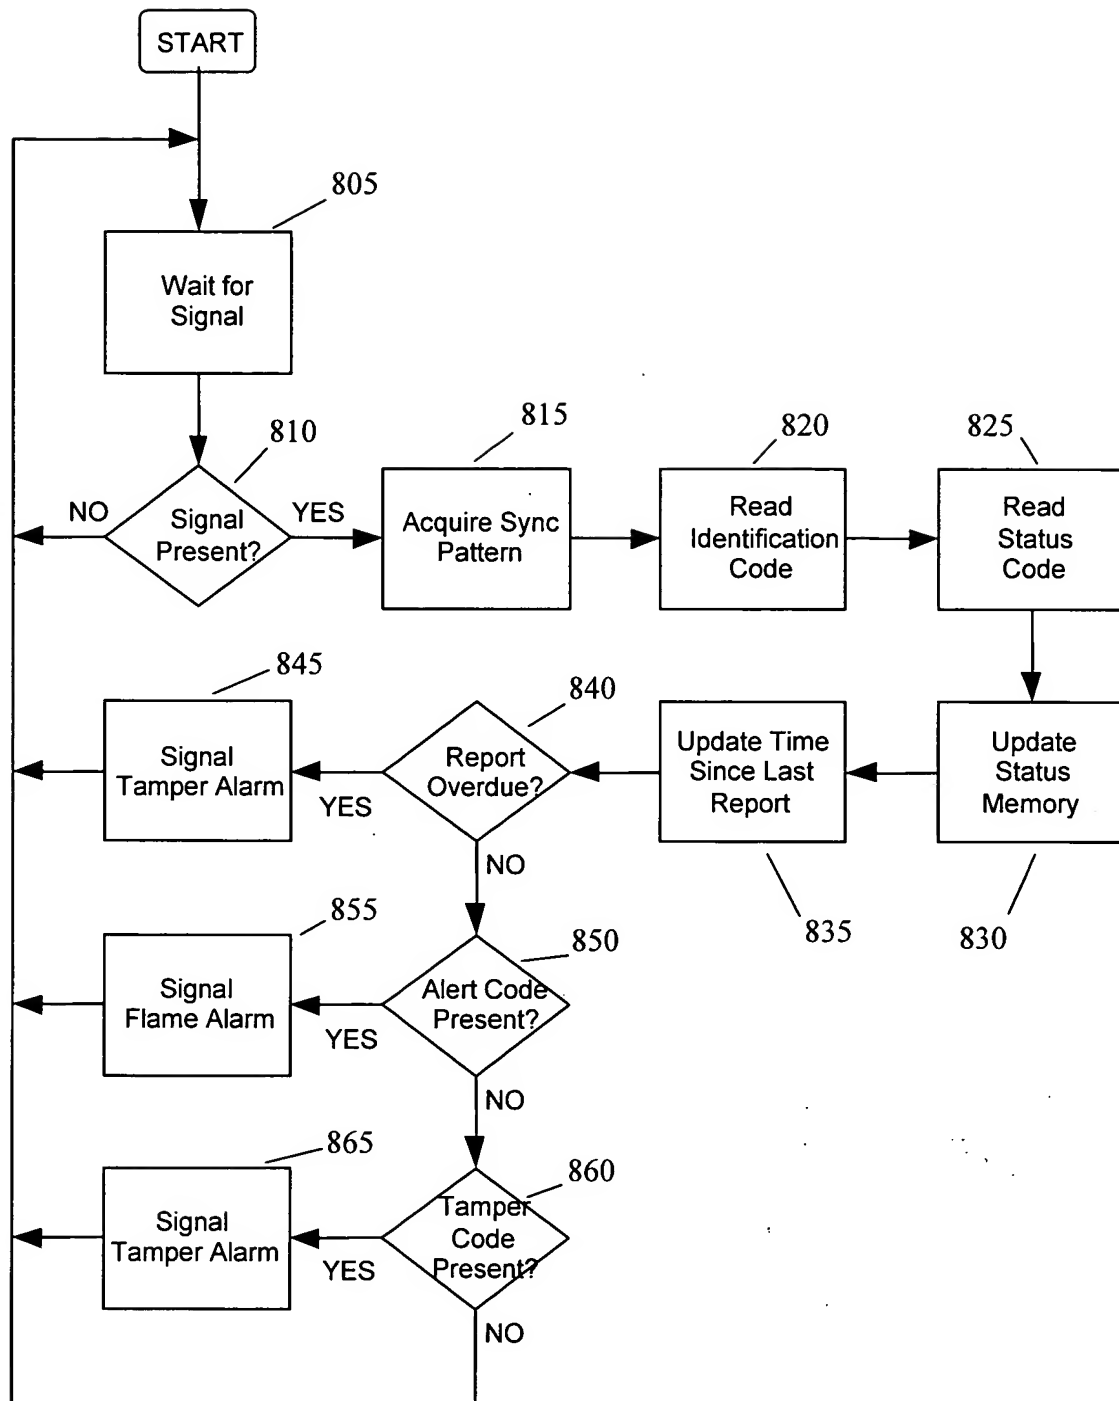 START
805
Wait for
Signal
810
NO
Signal
Present?
YES
815
Acquire Sync
Pattern
820
Read
Identification
Code
825
Read
Status
Code
845
Signal
Tamper Alarm
YES
840
Report
Overdue?
NO
Update Time
Since Last
Report
835
Update
Status
Memory
830
855
Signal
Flame Alarm
YES
850
Alert Code
Present?
NO
865
Signal
Tamper Alarm
YES
860
Tamper
Code
Present?
NO